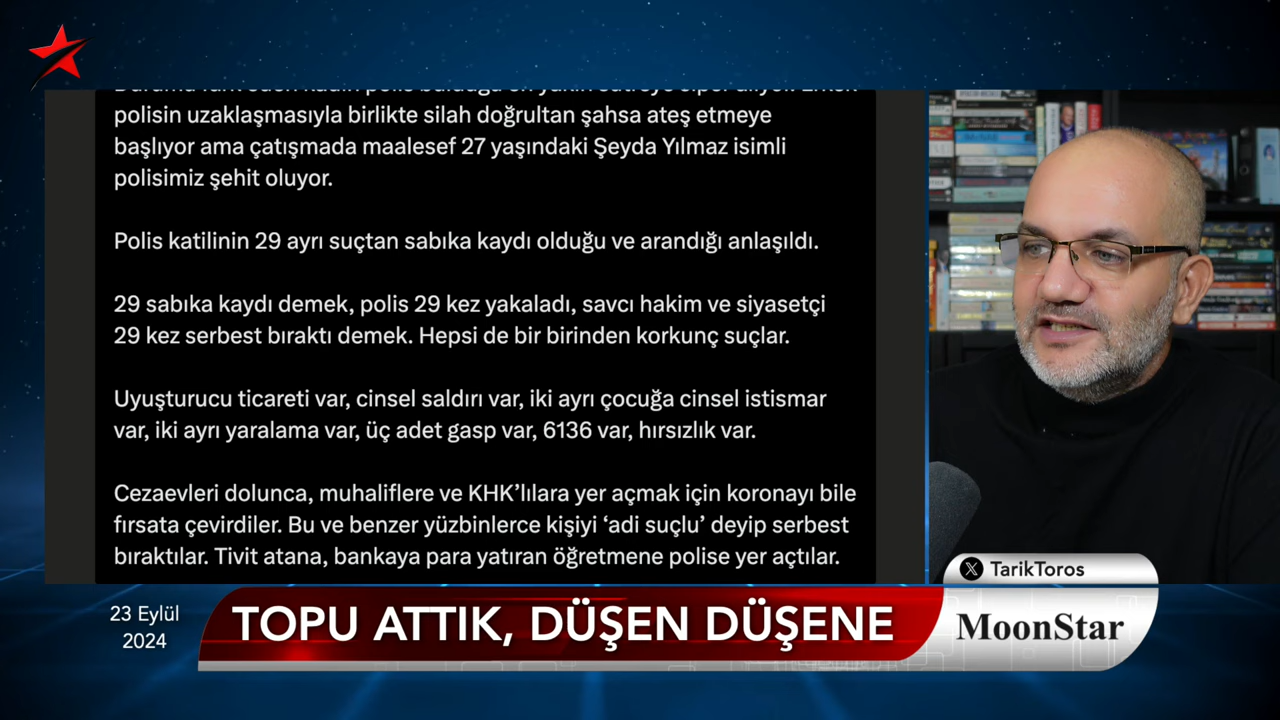 polisin uzaklaşmasıyla birlikte silah doğrultan şahsa ateş etmeye
başlıyor ama çatışmada maalesef 27 yaşındaki Şeyda Yılmaz isimli
polisimiz şehit oluyor.
Polis katilinin 29 ayrı suçtan sabıka kaydı olduğu ve arandığı anlaşıldı.
29 sabıka kaydı demek, polis 29 kez yakaladı, savcı hakim ve siyasetçi
29 kez serbest bıraktı demek. Hepsi de bir birinden korkunç suçlar.
Uyuşturucu ticareti var, cinsel saldırı var, iki ayrı çocuğa cinsel istismar
var, iki ayrı yaralama var, üç adet gasp var, 6136 var, hırsızlık var.
Cezaevleri dolunca, muhaliflere ve KHK'lılara yer açmak için koronayı bile
fırsata çevirdiler. Bu ve benzer yüzbinlerce kişiyi ‘adi suçlu’ deyip serbest
bıraktılar. Tivit atana, bankaya para yatıran öğretmene polise yer açtılar.
TarikToros
23 Eylül
2024
TOPU ATTIK, DÜŞEN DÜŞENE
MoonStar